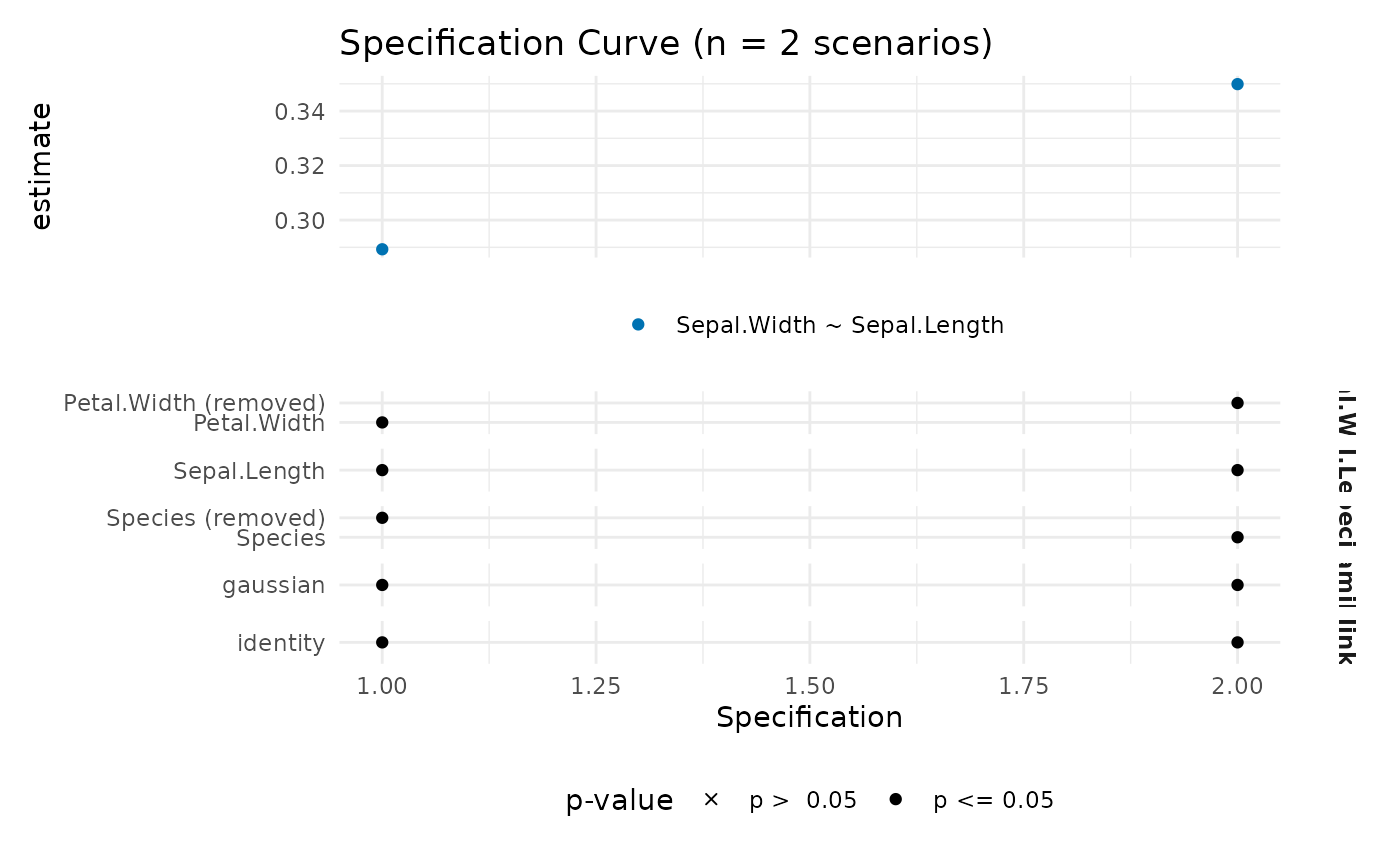 Specification Curve (n = 2 scenarios)
estimate
0.34
0.32
0.30
Sepal.Width ~ Sepal.Length
Petal.Width (removed)
Petal.Width
Sepal.Length
Species (removed)
Species
gaussian
identity
link
1.00 1.25 1.50 1.75 2.00
Specification
p-value × p > 0.05 ● p <= 0.05